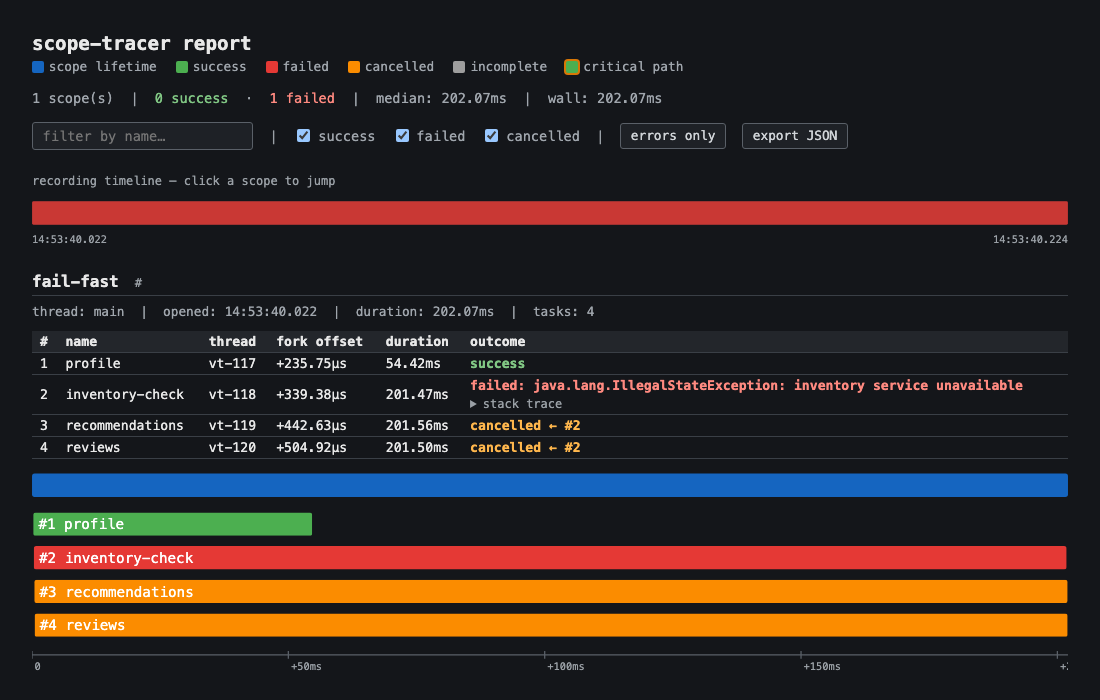 scope-tracer report
scope lifetime success failed cancelled incomplete critical path
1 scope(s) | 0 success · 1 failed | median: 202.07ms | wall: 202.07ms
filter by name… | success failed cancelled | errors only export JSON
recording timeline — click a scope to jump
14:53:40.022 14:53:40.224
fail-fast #
thread: main | opened: 14:53:40.022 | duration: 202.07ms | tasks: 4
# name thread fork offset duration outcome
1 profile vt-117 +235.75µs 54.42ms success
2 inventory-check vt-118 +339.38µs 201.47ms failed: java.lang.IllegalStateException: inventory service unavailable
▶ stack trace
3 recommendations vt-119 +442.63µs 201.56ms cancelled ← #2
4 reviews vt-120 +504.92µs 201.50ms cancelled ← #2
#1 profile
#2 inventory-check
#3 recommendations
#4 reviews
0 +50ms +100ms +150ms